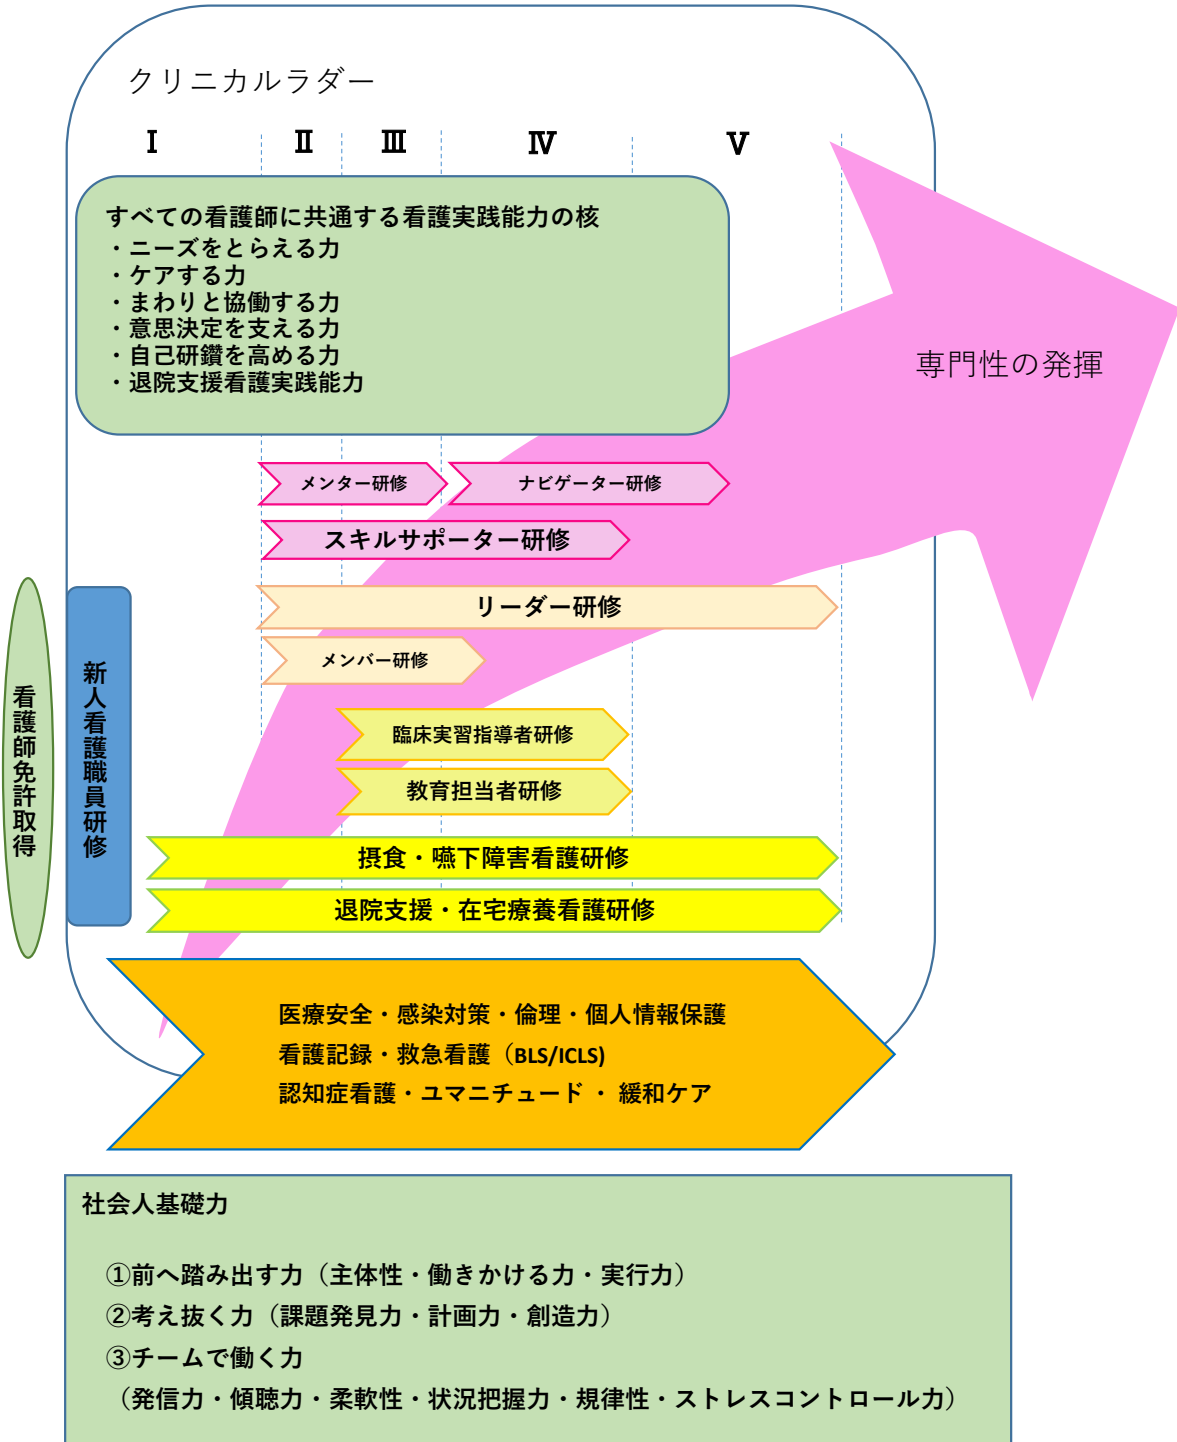 クリニカルラダー
Ⅰ Ⅱ Ⅲ Ⅳ Ⅴ
すべての看護師に共通する看護実践能力の核
・ニーズをとらえる力
・ケアする力
・まわりと協働する力
・意思決定を支える力
・自己研鑽を高める力
・退院支援看護実践能力
専門性の発揮
メンター研修
ナビゲーター研修
スキルサポーター研修
リーダー研修
メンバー研修
看護師免許取得
新人看護職員研修
臨床実習指導者研修
教育担当者研修
摂食・嚥下障害看護研修
退院支援・在宅療養看護研修
医療安全・感染対策・倫理・個人情報保護
看護記録・救急看護（BLS/ICLS)
認知症看護・ユマニチュード ・ 緩和ケア
社会人基礎力
①前へ踏み出す力（主体性・働きかける力・実行力）
②考え抜く力（課題発見力・計画力・創造力）
③チームで働く力
（発信力・傾聴力・柔軟性・状況把握力・規律性・ストレスコントロール力）